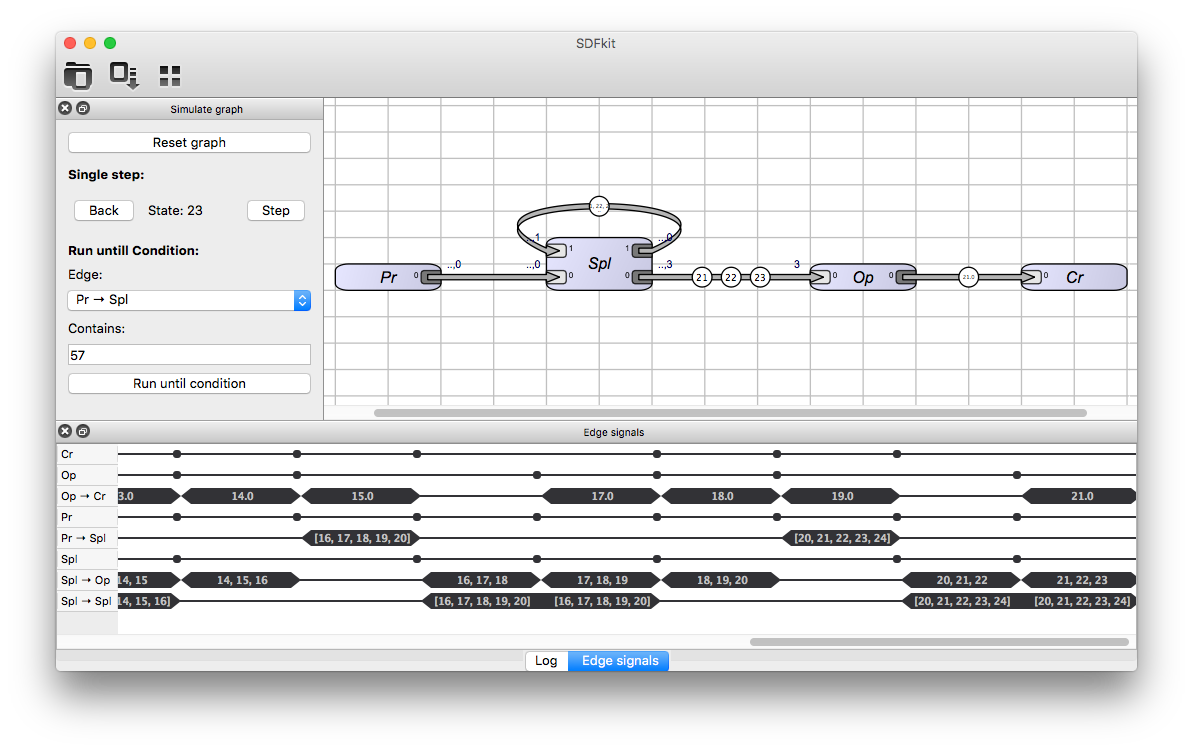 SDFkit
Simulate graph
Reset graph
Single step:
Back State: 23 Step
Run untill Condition:
Edge:
Pr → Spl
Contains:
57
Run until condition
..,1 1 1 ..,0
Pr 0 ..,0 ..,0 0 Spl 0 ..,3 21 22 23 3 0 Op 0 21.0 0 Cr
Edge signals
Cr
Op
Op → Cr 3.0 14.0 15.0 17.0 18.0 19.0 21.0
Pr
Pr → Spl [16, 17, 18, 19, 20] [20, 21, 22, 23, 24]
Spl
Spl → Op 14, 15 14, 15, 16 16, 17, 18 17, 18, 19 18, 19, 20 20, 21, 22 21, 22, 23
Spl → Spl 14, 15, 16] [16, 17, 18, 19, 20] [16, 17, 18, 19, 20] [20, 21, 22, 23, 24] [20, 21, 22, 23, 24]
Log Edge signals